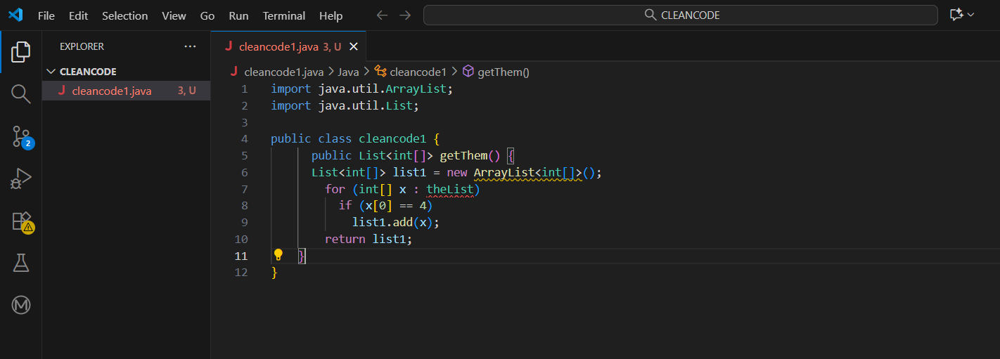 File Edit Selection View Go Run Terminal Help
CLEANCODE
EXPLORER
CLEANCODE
J cleancode1.java 3, U
2
J cleancode1.java 3, U
J cleancode1.java > Java > cleancode1 > getThem()
1 import java.util.ArrayList;
2 import java.util.List;
3
4 public class cleancode1 {
5 public List<int[]> getThem() {
6 List<int[]> list1 = new ArrayList<int[]>();
7 for (int[] x : theList)
8 if (x[0] == 4)
9 list1.add(x);
10 return list1;
11 }
12 }